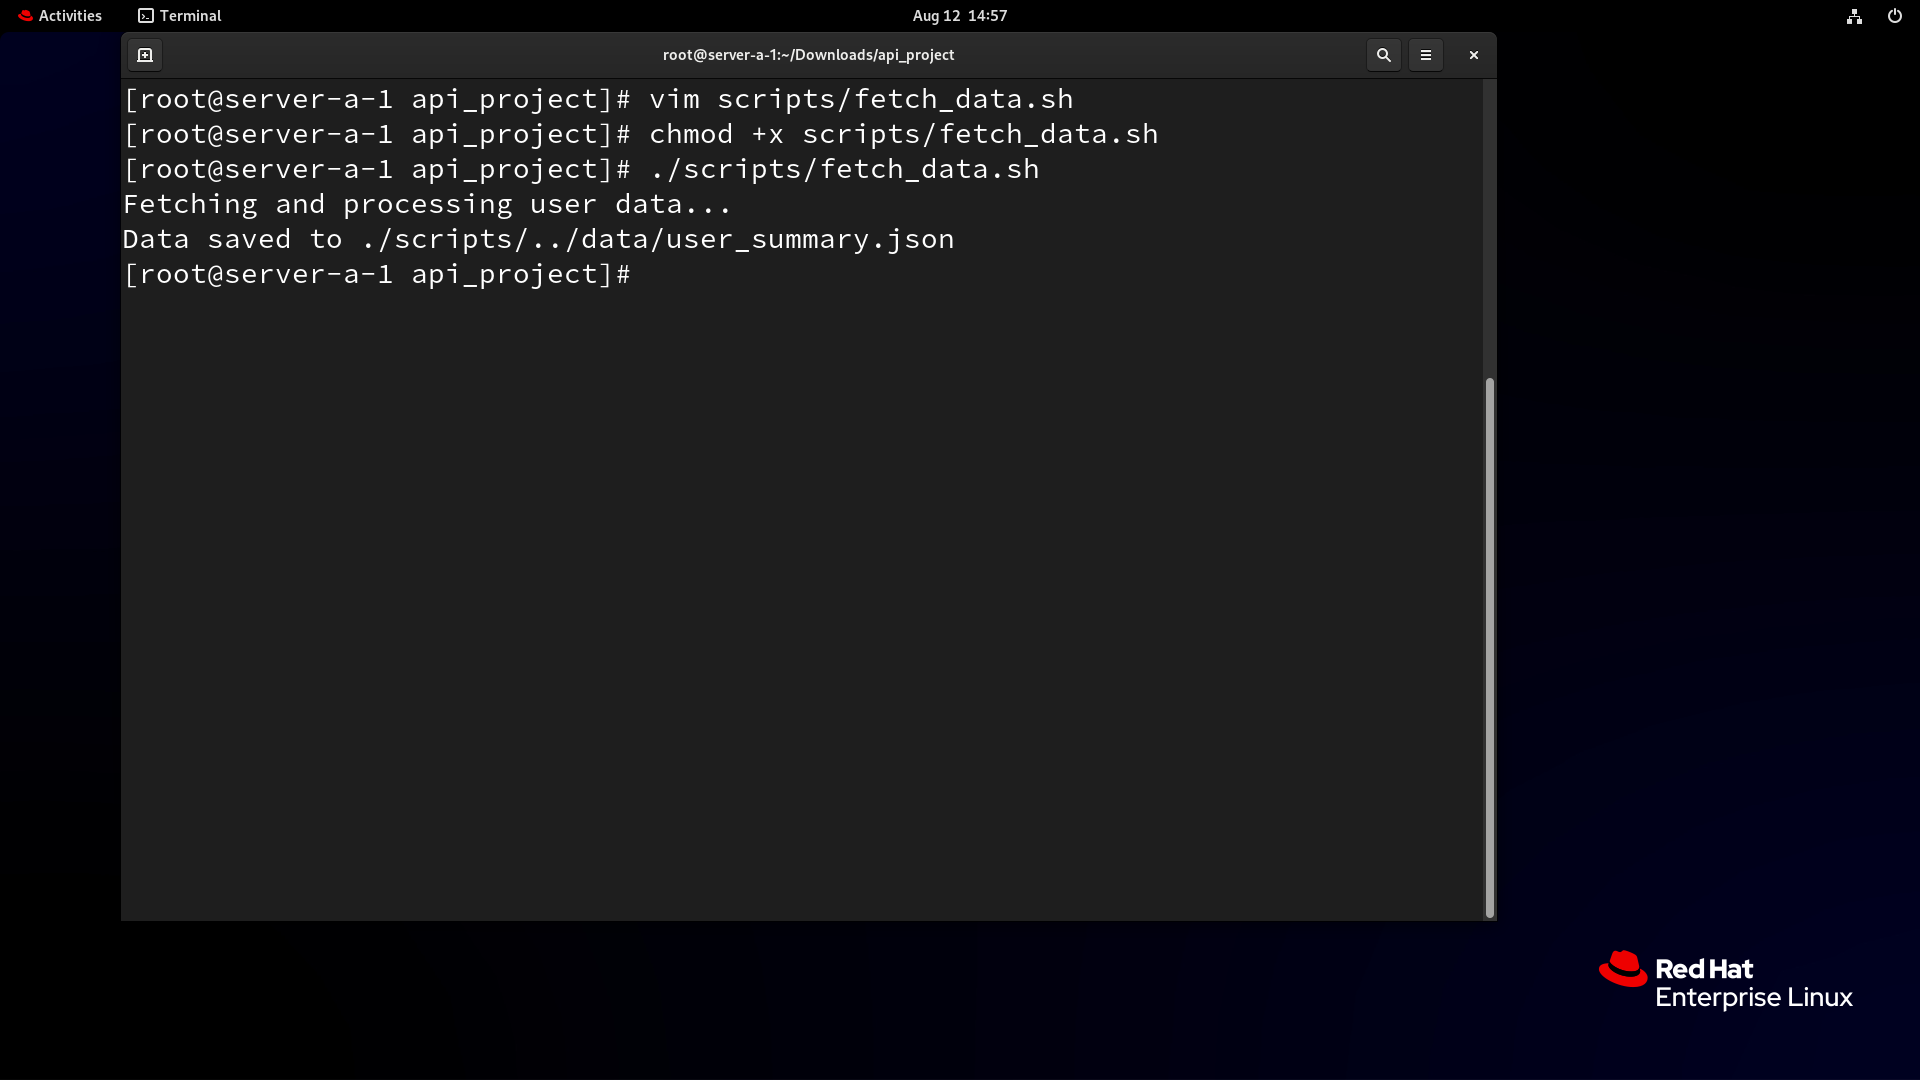 Activities Terminal Aug 12 14:57
root@server-a-1:~/Downloads/api_project
[root@server-a-1 api_project]# vim scripts/fetch_data.sh
[root@server-a-1 api_project]# chmod +x scripts/fetch_data.sh
[root@server-a-1 api_project]# ./scripts/fetch_data.sh
Fetching and processing user data...
Data saved to ./scripts/../data/user_summary.json
[root@server-a-1 api_project]#
Red Hat
Enterprise Linux